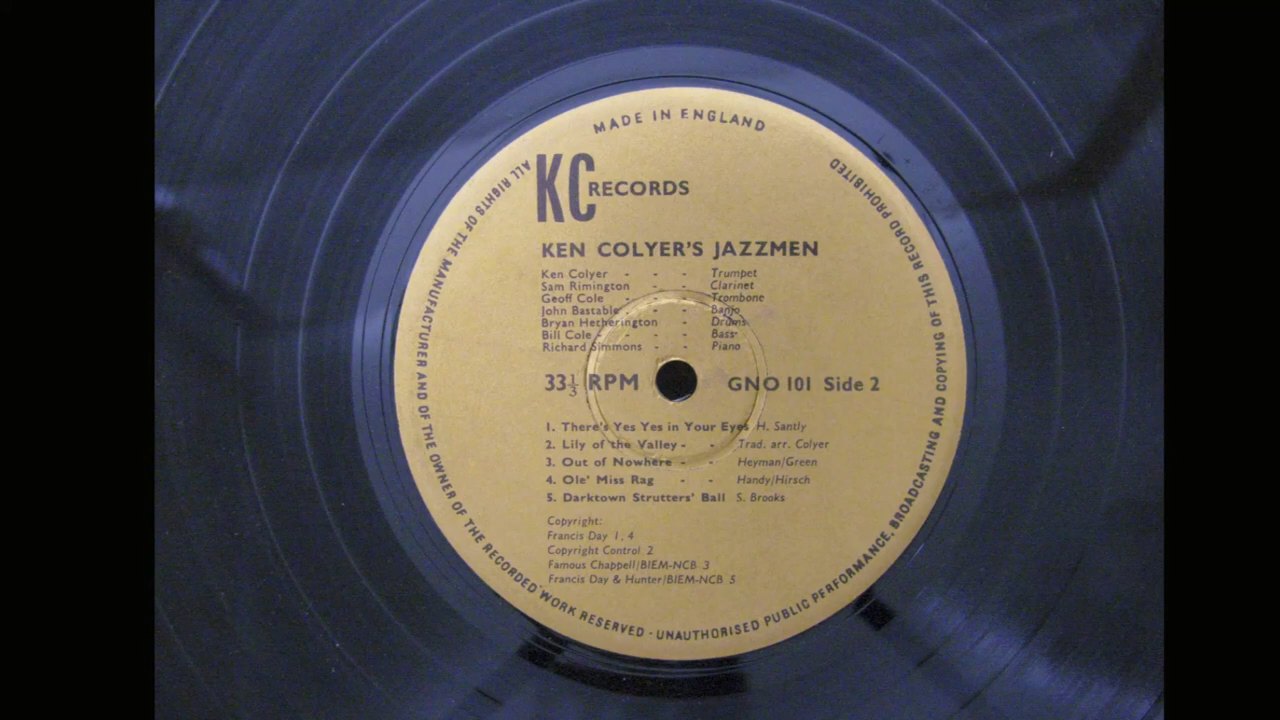 MADE IN ENGLAND
ALL RIGHTS OF THE MANUFACTURER AND OF THE OWNER OF THE RECORDED WORK RESERVED - UNAUTHORISED PUBLIC PERFORMANCE, BROADCASTING AND COPYING OF THIS RECORD PROHIBITED
KC RECORDS
KEN COLYER'S JAZZMEN
Ken Colyer - - - Trumpet
Sam Rimington - - Clarinet
Geoff Cole - - - Trombone
John Bastable - - - Banjo
Bryan Hetherington - Drums
Bill Cole - - - - Bass
Richard Simmons - - Piano
33 1/3 RPM GNO 101 Side 2
1. There's Yes Yes in Your Eyes H. Santly
2. Lily of the Valley - - Trad. arr. Colyer
3. Out of Nowhere - - Heyman/Green
4. Ole' Miss Rag - - Handy/Hirsch
5. Darktown Strutters' Ball S. Brooks
Copyright:
Francis Day 1, 4
Copyright Control 2
Famous Chappell/BIEM-NCB 3
Francis Day & Hunter/BIEM-NCB 5